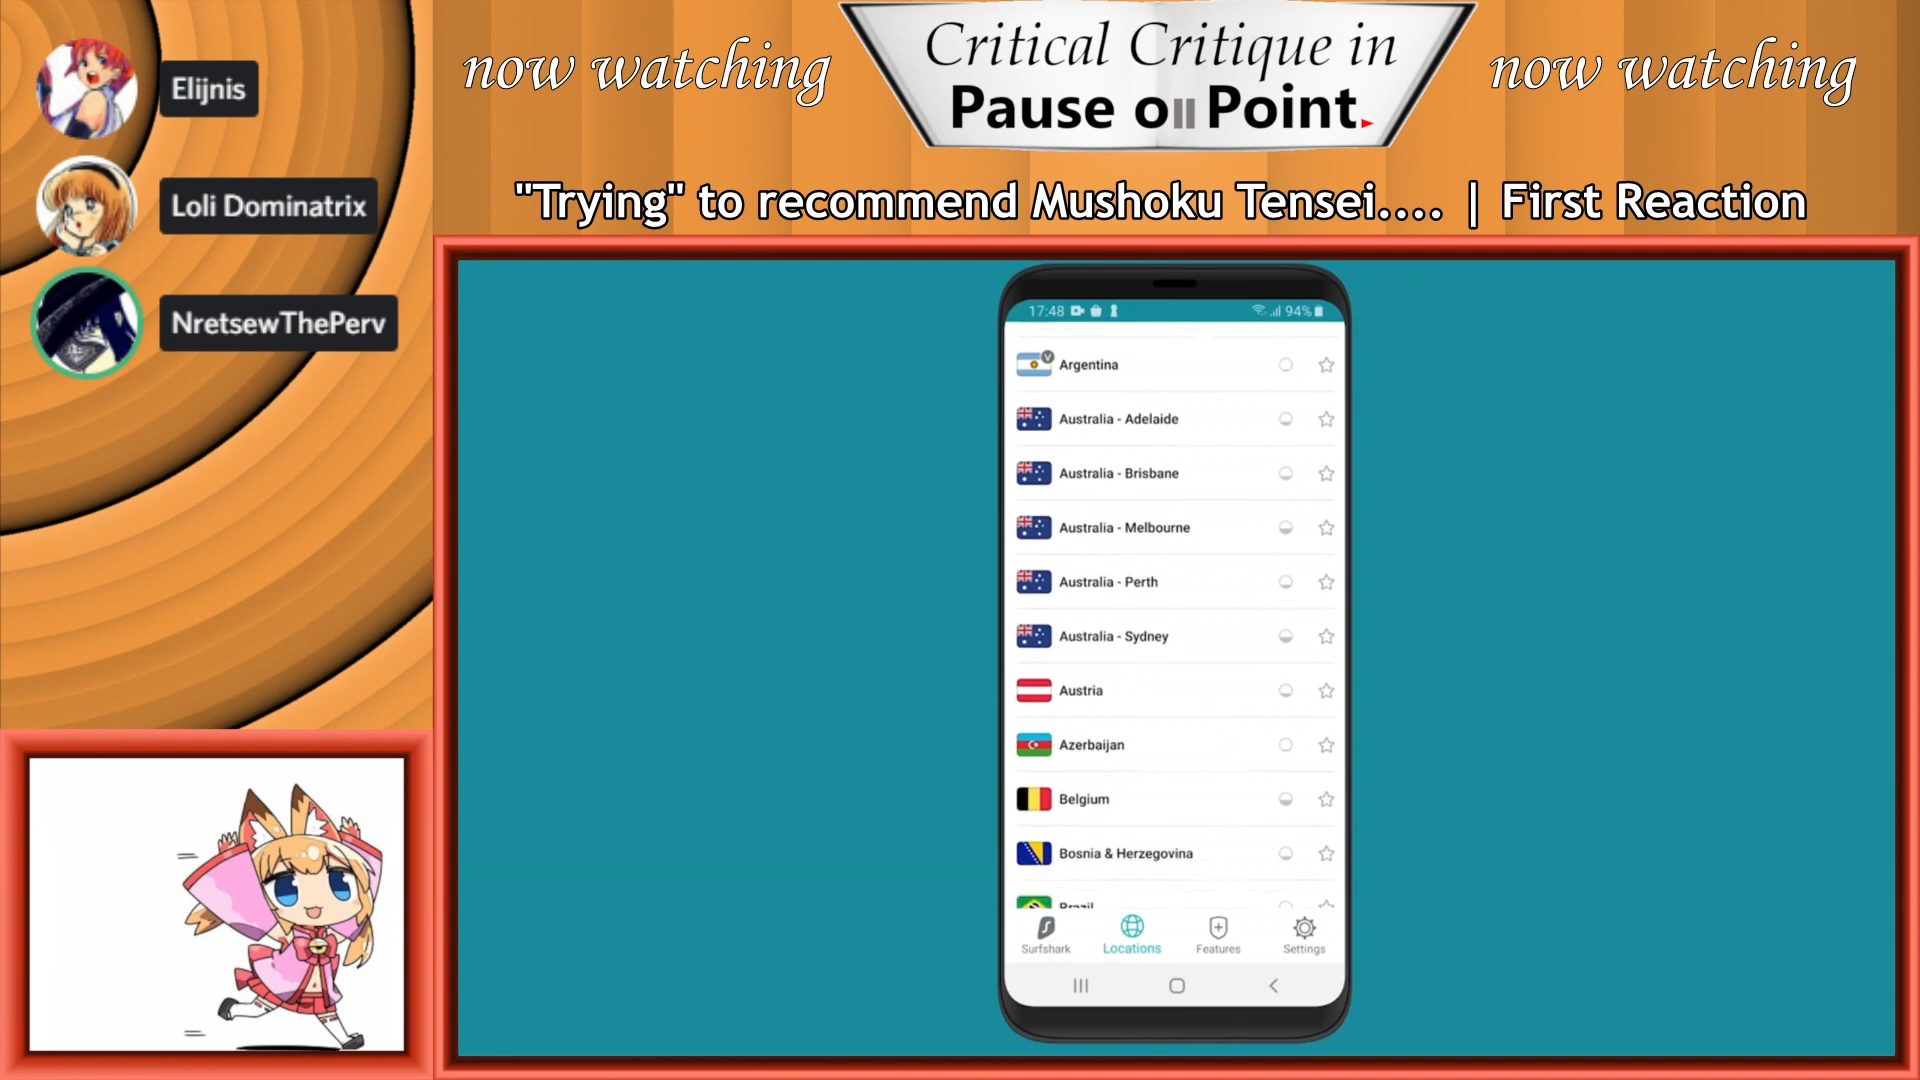 Elijnis
Loli Dominatrix
NretsewThePerv
now watching
Critical Critique in
Pause o|| Point.
now watching
"Trying" to recommend Mushoku Tensei.... | First Reaction
17:48
94%
Argentina
Australia - Adelaide
Australia - Brisbane
Australia - Melbourne
Australia - Perth
Australia - Sydney
Austria
Azerbaijan
Belgium
Bosnia & Herzegovina
Brazil
Surfshark
Locations
Features
Settings